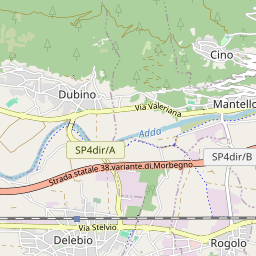 Cino
Dubino
Via Valeriana
Mantello
Adda
SP4dir/A
SP4dir/B
Strada statale 38 variante di Morbegno
Via Stelvio
Delebio
Rogolo